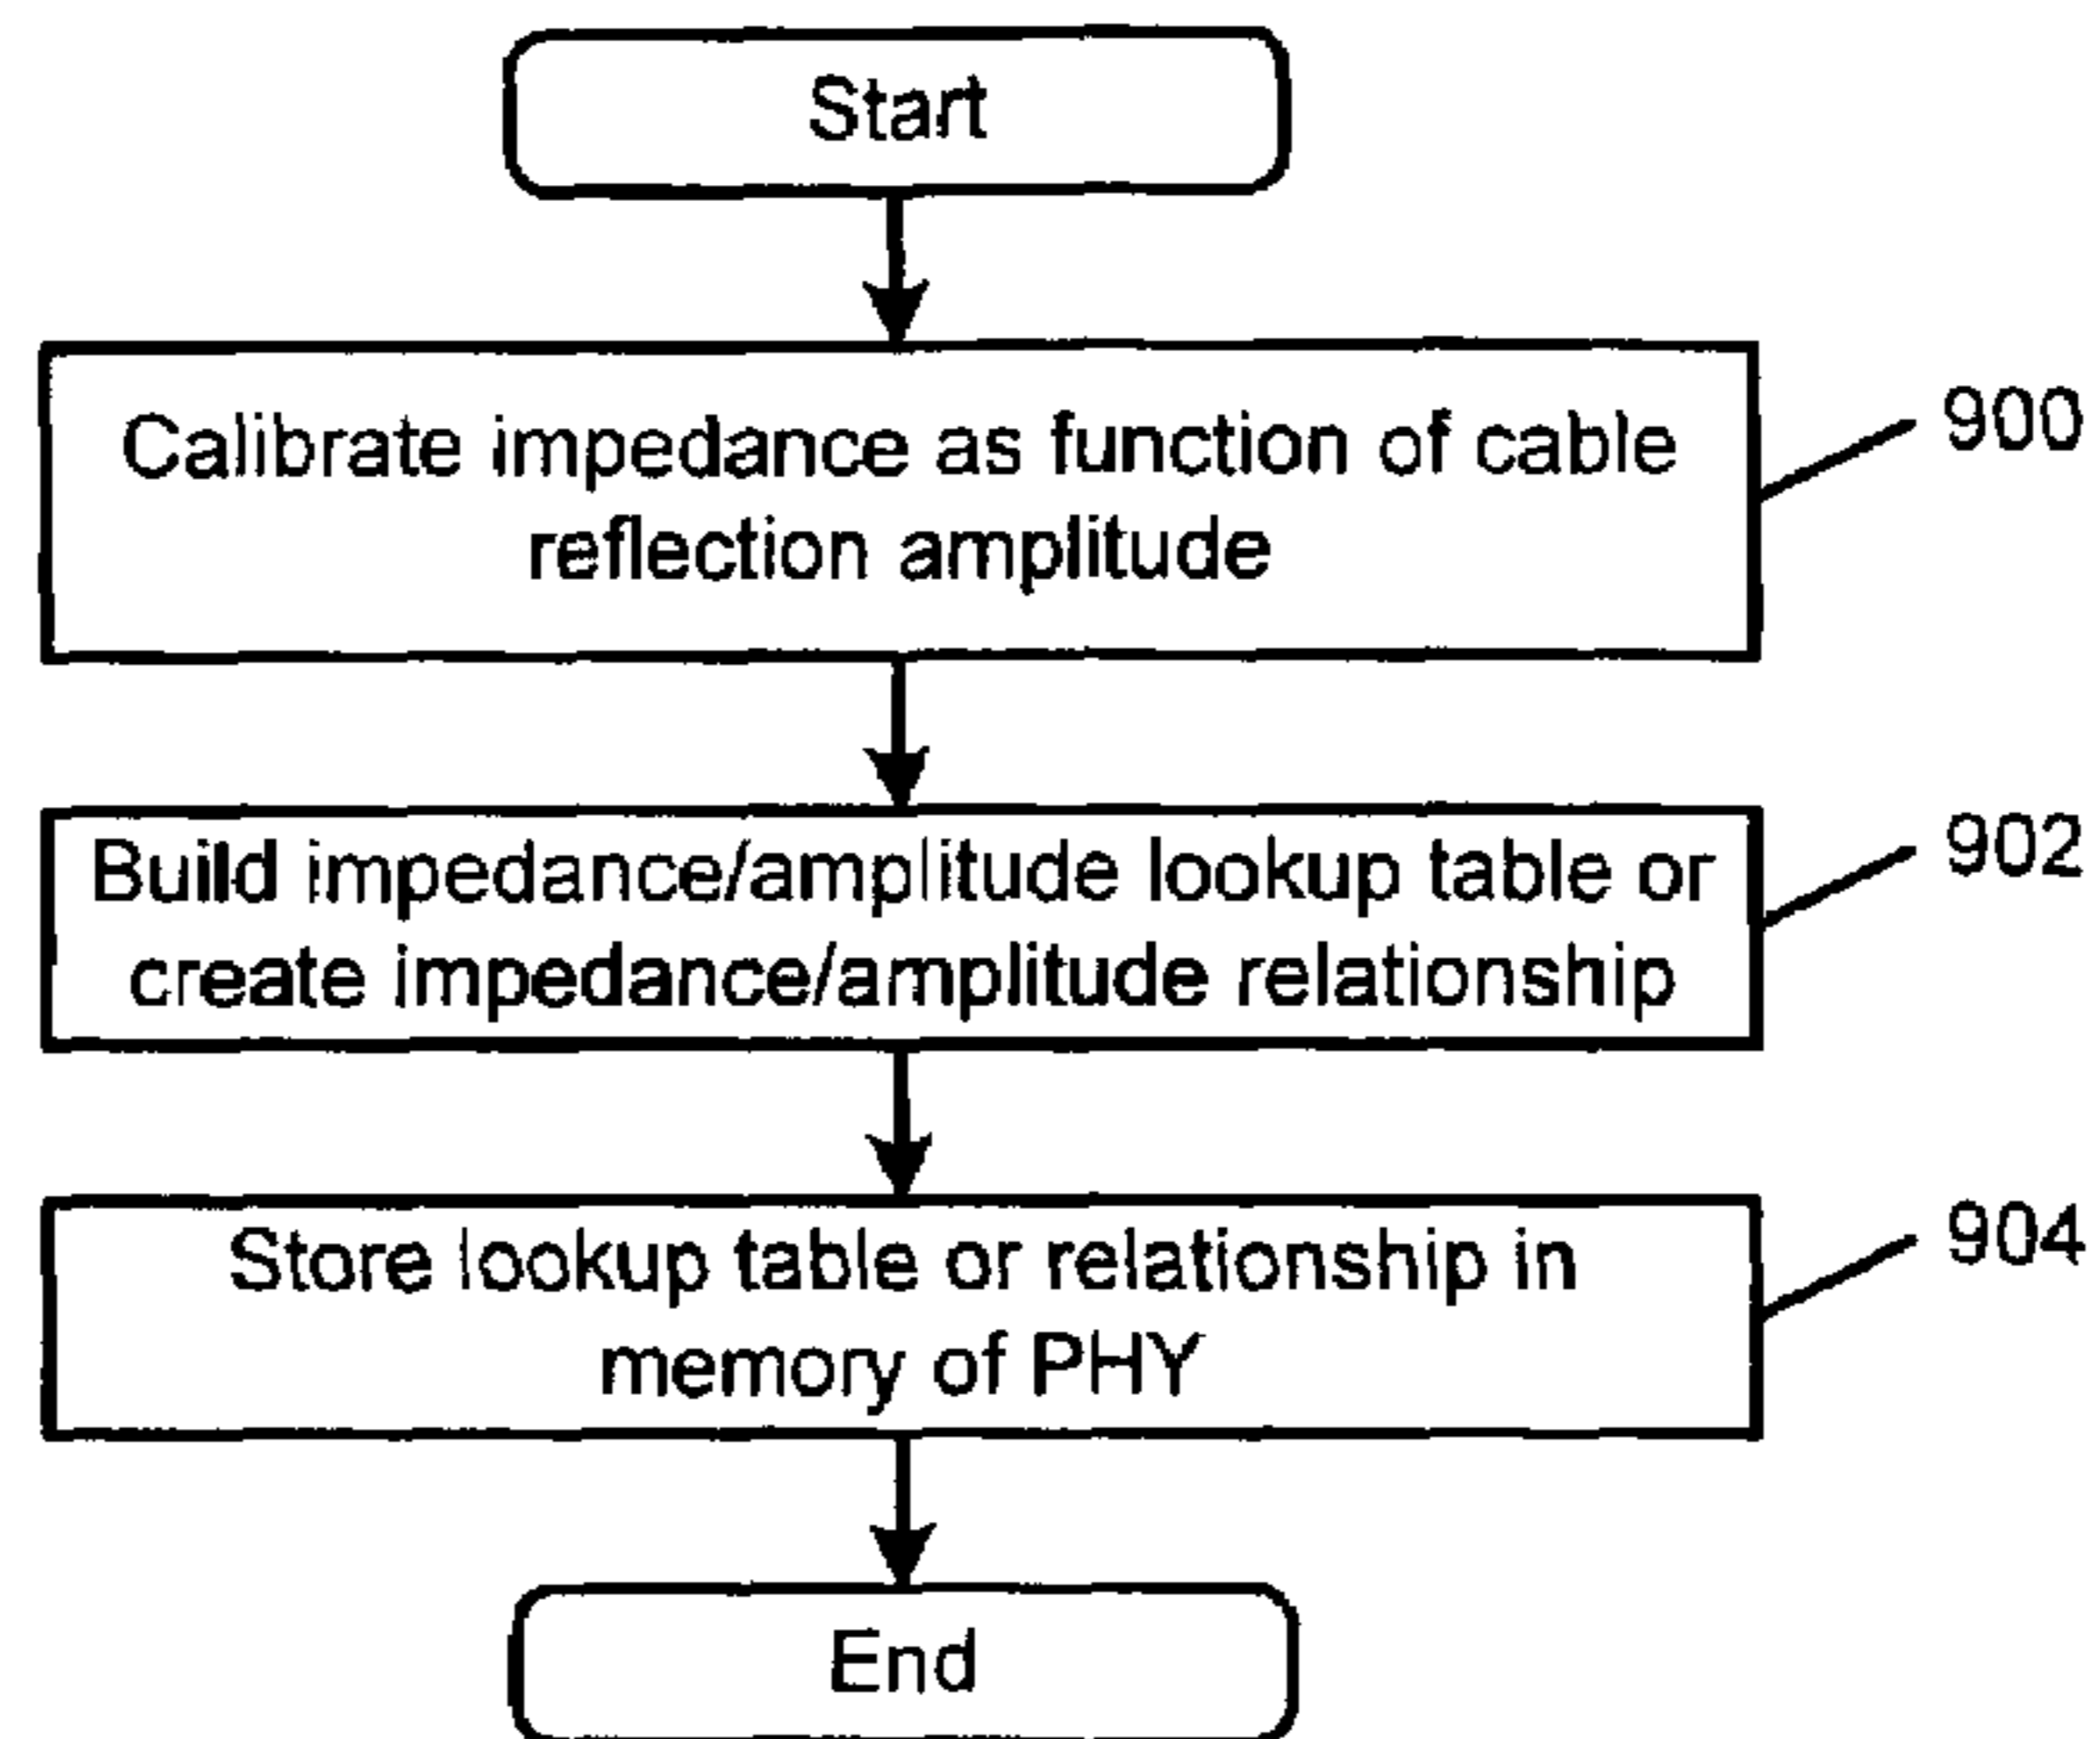 Start
Calibrate impedance as function of cable
reflection amplitude
900
Build impedance/amplitude lookup table or
create impedance/amplitude relationship
902
Store lookup table or relationship in
memory of PHY
904
End